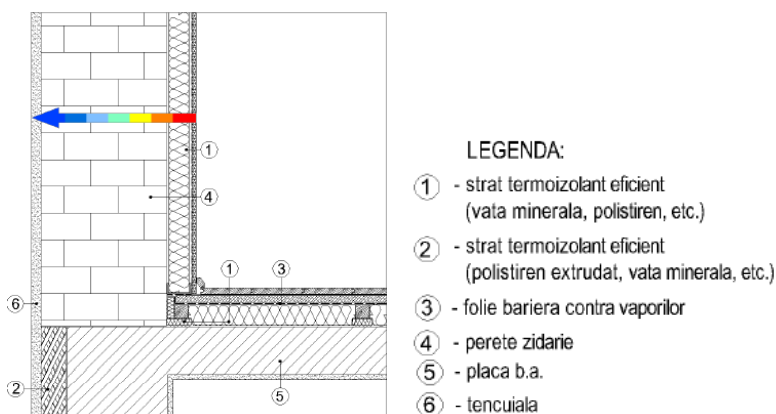 1
4
1
3
6
2
5
LEGENDA:
1 - strat termoizolant eficient
(vata minerala, polistiren, etc.)
2 - strat termoizolant eficient
(polistiren extrudat, vata minerala, etc.)
3 - folie bariera contra vaporilor
4 - perete zidarie
5 - placa b.a.
6 - tencuiala